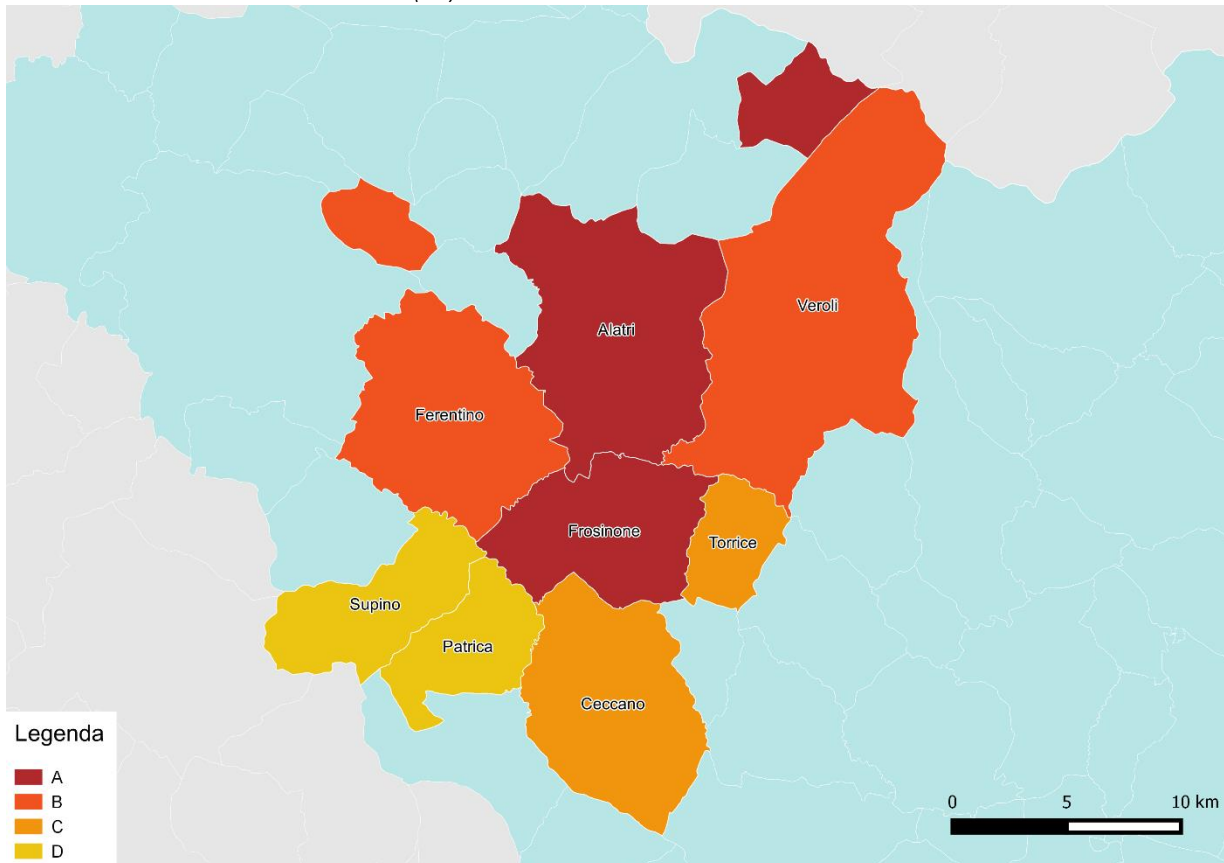 Veroli
Alatri
Ferentino
Frosinone
Torrice
Supino
Patrica
Ceccano
Legenda
A
B
C
D
0 5 10 km